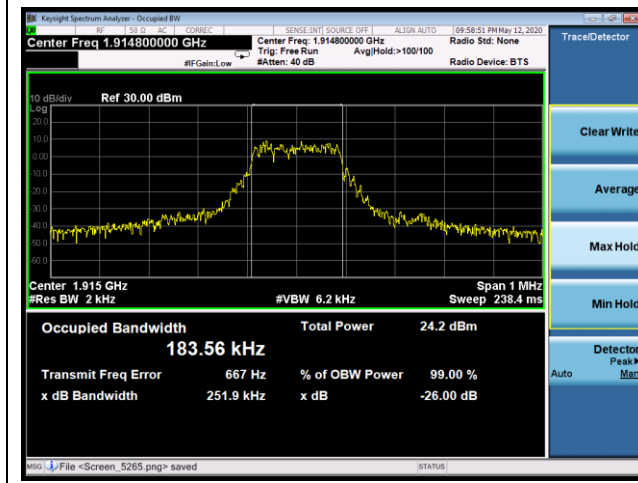 Keysight Spectrum Analyzer - Occupied BW
RF 50 Ω AC CORREC SENSE:INT SOURCE OFF ALIGN AUTO 09:58:51 PM May 12, 2020
Center Freq 1.914800000 GHz Center Freq: 1.914800000 GHz Radio Std: None Trace/Detector
Trig: Free Run Avg|Hold:>100/100
#IFGain:Low #Atten: 40 dB Radio Device: BTS
10 dB/div Ref 30.00 dBm
Log
20.0
10.0
0.00
-10.0
-20.0
-30.0
-40.0
-50.0
-60.0
Center 1.915 GHz Span 1 MHz
#Res BW 2 kHz #VBW 6.2 kHz Sweep 238.4 ms
Occupied Bandwidth Total Power 24.2 dBm
183.56 kHz
Transmit Freq Error 667 Hz % of OBW Power 99.00 %
x dB Bandwidth 251.9 kHz x dB -26.00 dB
Clear Write
Average
Max Hold
Min Hold
Detector
Peak
Auto Man
MSG File <Screen_5265.png> saved STATUS